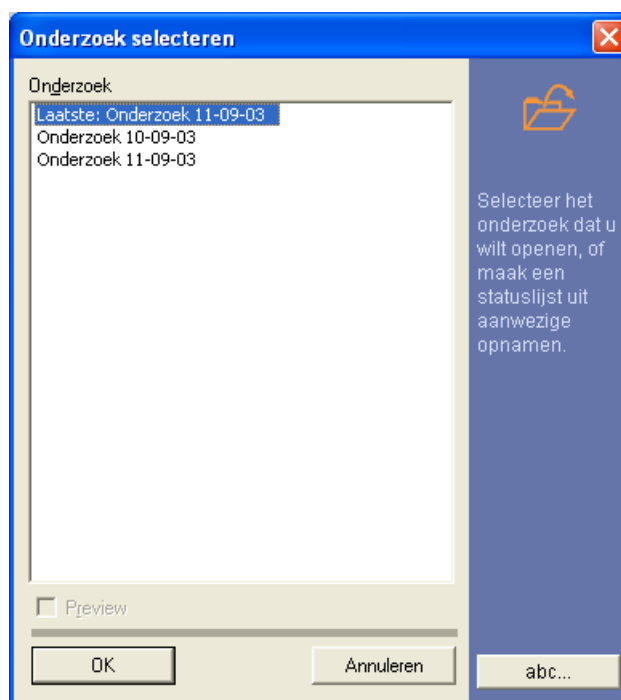 Onderzoek selecteren
Onderzoek
Laatste: Onderzoek 11-09-03
Onderzoek 10-09-03
Onderzoek 11-09-03
Selecteer het
onderzoek dat u
wilt openen, of
maak een
statuslijst uit
aanwezige
opnamen.
Preview
OK
Annuleren
abc...